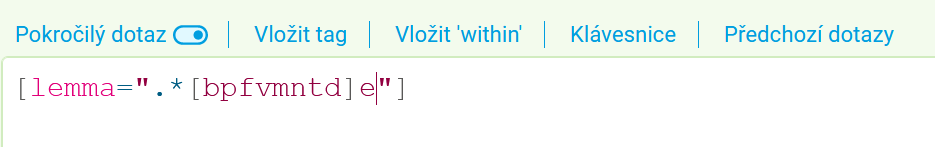 Pokročilý dotaz Vložit tag Vložit 'within' Klávesnice Předchozí dotazy
[lemma=".*[bpfvmntd]e"]